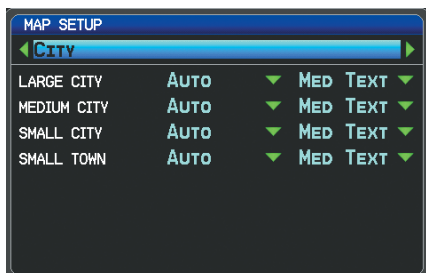 MAP SETUP
CITY
LARGE CITY AUTO MED TEXT
MEDIUM CITY AUTO MED TEXT
SMALL CITY AUTO MED TEXT
SMALL TOWN AUTO MED TEXT